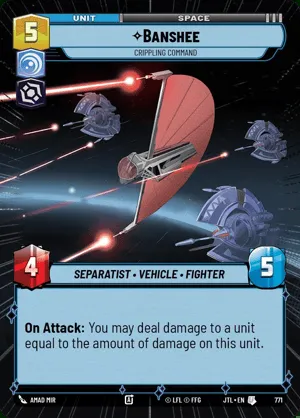 UNIT
SPACE
5
✧BANSHEE
CRIPPLING COMMAND
4
5
SEPARATIST • VEHICLE • FIGHTER
On Attack: You may deal damage to a unit
equal to the amount of damage on this unit.
AMAD MIR
© LFL © FFG
JTL • EN
771